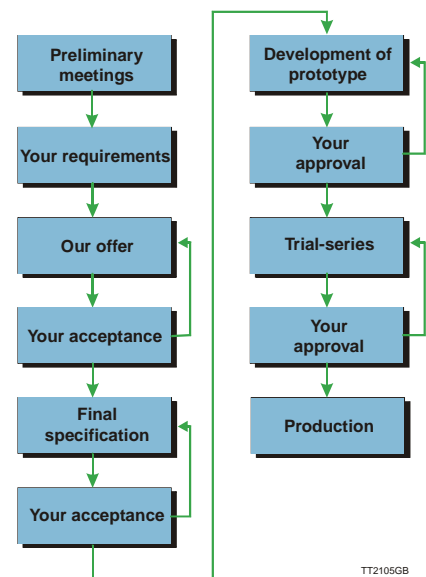 Preliminary
meetings
Your requirements
Our offer
Your acceptance
Final
specification
Your acceptance
Development of
prototype
Your
approval
Trial-series
Your
approval
Production
TT2105GB